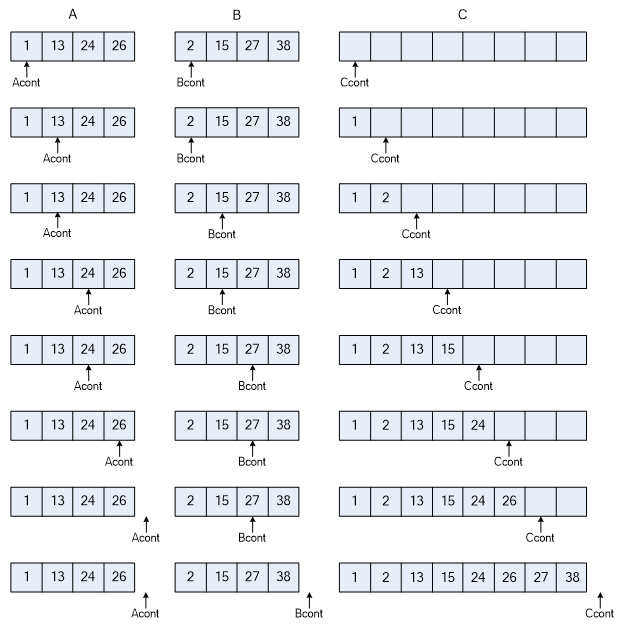 A B C
1 13 24 26 2 15 27 38
Acont Bcont Ccont
1 13 24 26 2 15 27 38 1
Acont Bcont Ccont
1 13 24 26 2 15 27 38 1 2
Acont Bcont Ccont
1 13 24 26 2 15 27 38 1 2 13
Acont Bcont Ccont
1 13 24 26 2 15 27 38 1 2 13 15
Acont Bcont Ccont
1 13 24 26 2 15 27 38 1 2 13 15 24
Acont Bcont Ccont
1 13 24 26 2 15 27 38 1 2 13 15 24 26
Acont Bcont Ccont
1 13 24 26 2 15 27 38 1 2 13 15 24 26 27 38
Acont Bcont Ccont